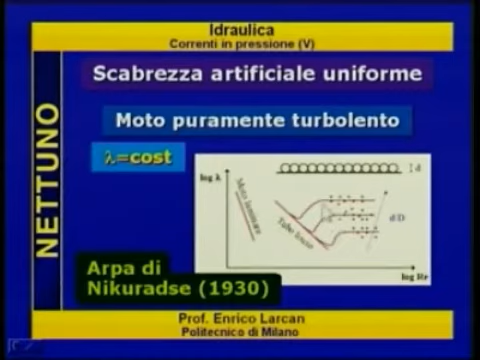 Idraulica
Correnti in pressione (V)
NETTUNO
Scabrezza artificiale uniforme
Moto puramente turbolento
λ=cost
log λ
d
Moto laminare
Tubo liscio
d/D
log Re
Arpa di
Nikuradse (1930)
Prof. Enrico Larcan
Politecnico di Milano